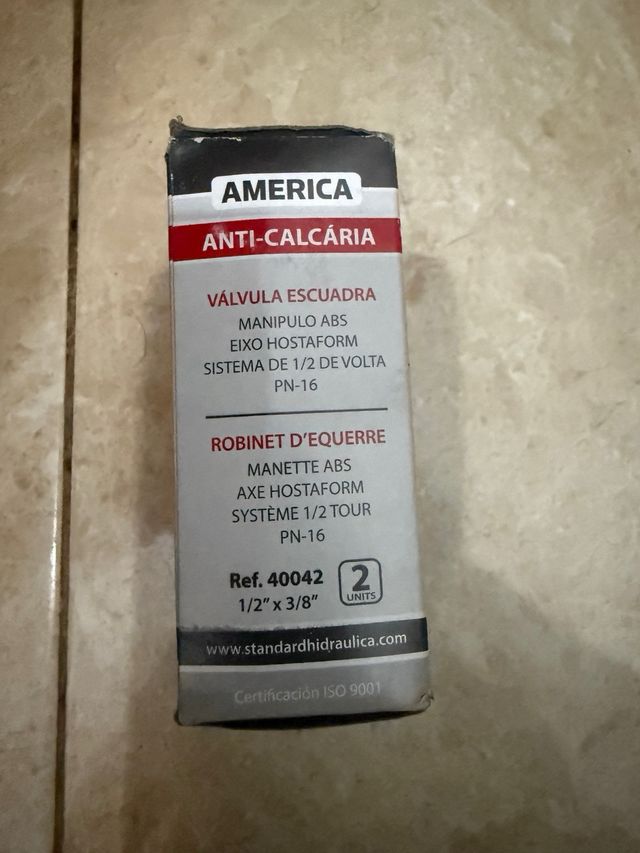 AMERICA
ANTI-CALCÁRIA
VÁLVULA ESCUADRA
MANIPULO ABS
EIXO HOSTAFORM
SISTEMA DE 1/2 DE VOLTA
PN-16
ROBINET D'EQUERRE
MANETTE ABS
AXE HOSTAFORM
SYSTÈME 1/2 TOUR
PN-16
Ref. 40042
1/2" x 3/8"
2
UNITS
www.standardhidraulica.com
Certificación ISO 9001